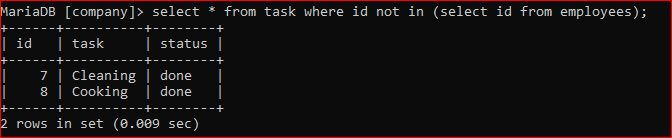 MariaDB [company]> select * from task where id not in (select id from employees);
+------+----------+--------+
| id   | task     | status |
+------+----------+--------+
|    7 | Cleaning | done   |
|    8 | Cooking  | done   |
+------+----------+--------+
2 rows in set (0.009 sec)